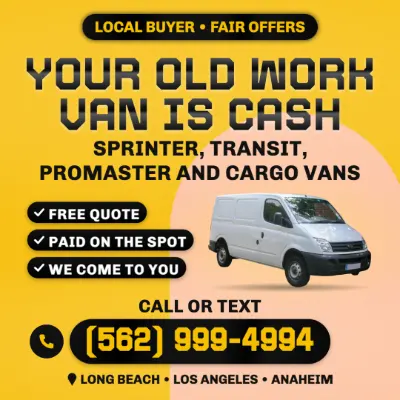 LOCAL BUYER • FAIR OFFERS
YOUR OLD WORK
VAN IS CASH
SPRINTER, TRANSIT,
PROMASTER AND CARGO VANS
FREE QUOTE
PAID ON THE SPOT
WE COME TO YOU
CALL OR TEXT
(562) 999-4994
LONG BEACH • LOS ANGELES • ANAHEIM